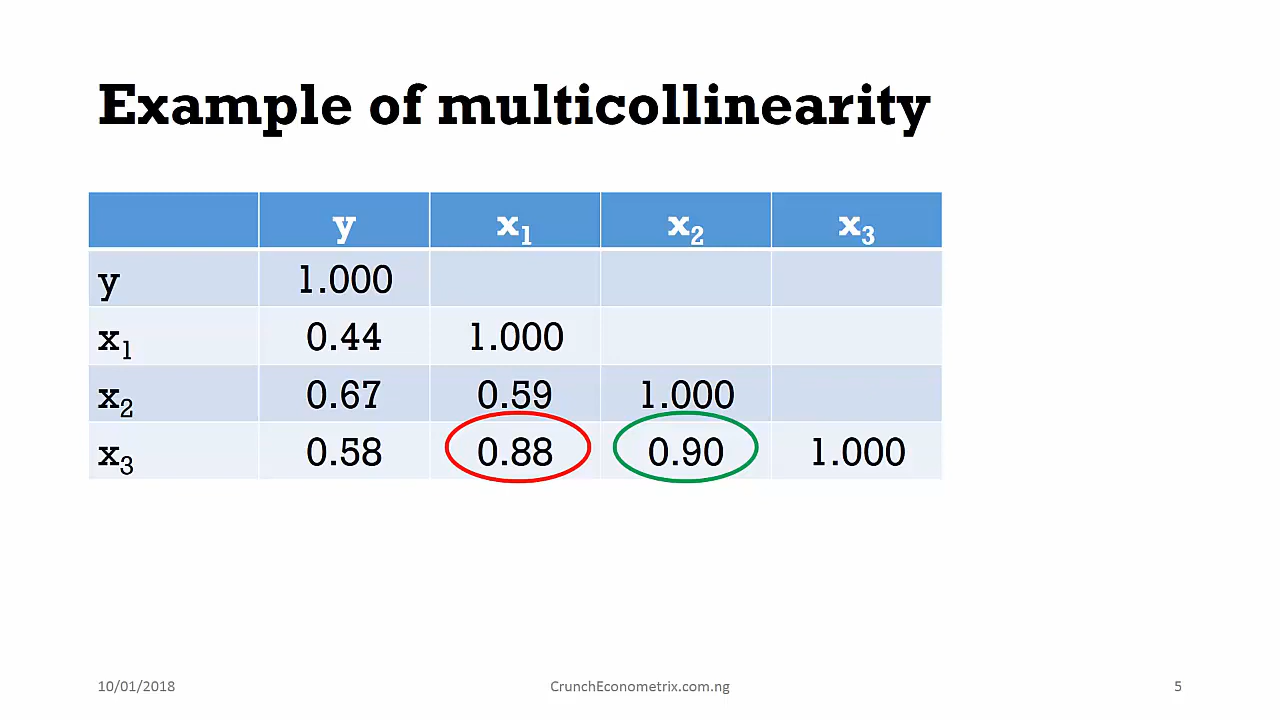 Example of multicollinearity
y x₁ x₂ x₃
y 1.000
x₁ 0.44 1.000
x₂ 0.67 0.59 1.000
x₃ 0.58 0.88 0.90 1.000
10/01/2018 CrunchEconometrix.com.ng 5